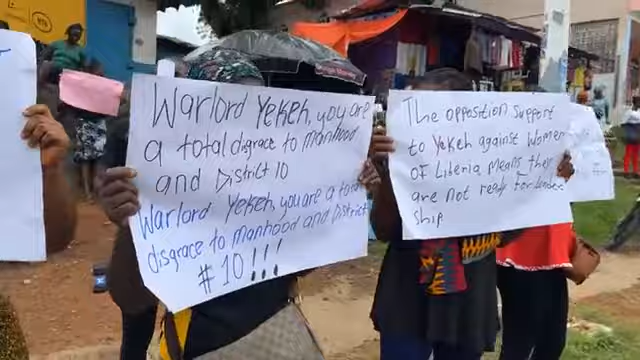 Warlord Yekeh, you are
a total disgrace to manhood
and District 10
Warlord Yekeh, you are a total
disgrace to manhood and District
#10!!!
The opposition support
to Yekeh against Women
Of Liberia Means they
are not ready for
ship